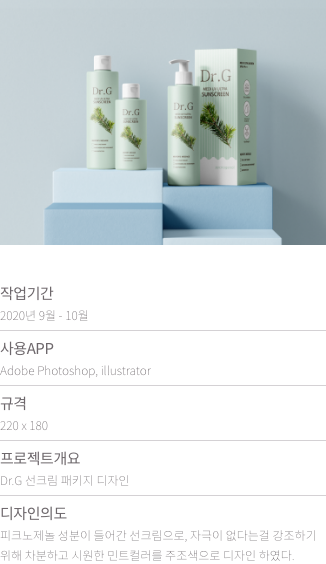 Dr.G
SUNSCREEN
Dr.G
SUNSCREEN
Dr.G
Dr.G
SUNSCREEN
작업기간
2020년 9월 - 10월
사용APP
Adobe Photoshop, illustrator
규격
220 x 180
프로젝트개요
Dr.G 선크림 패키지 디자인
디자인의도
피크노제놀 성분이 들어간 선크림으로, 자극이 없다는걸 강조하기
위해 차분하고 시원한 민트컬러를 주조색으로 디자인 하였다.